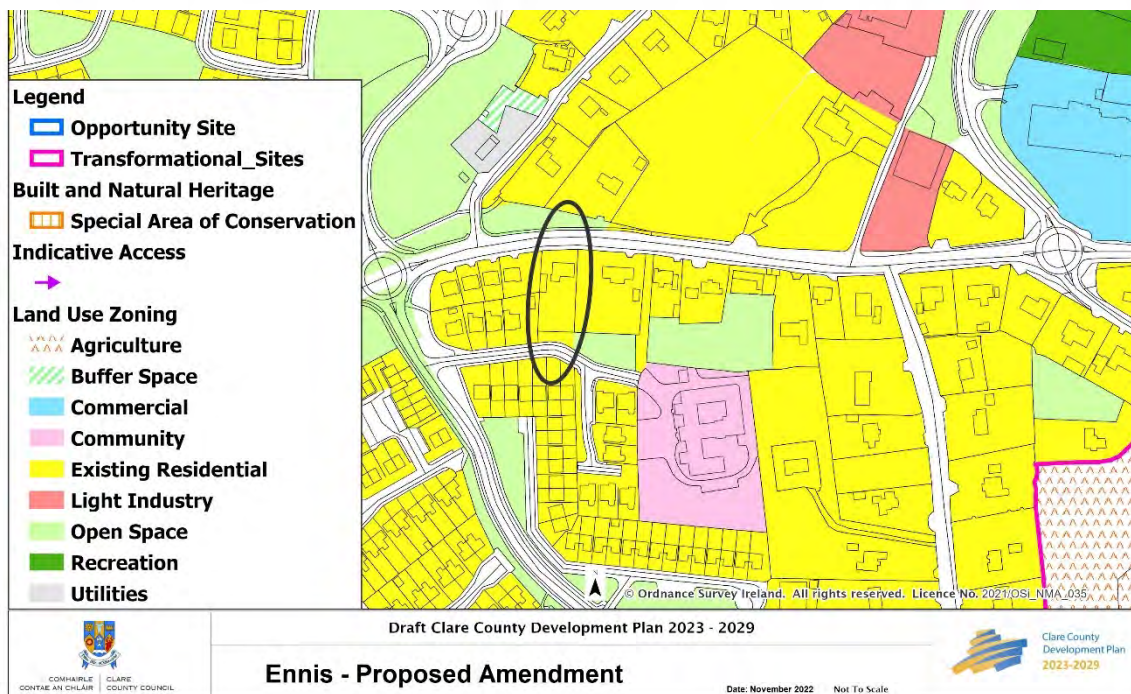 Legend
Opportunity Site
Transformational_Sites
Built and Natural Heritage
Special Area of Conservation
Indicative Access
Land Use Zoning
Agriculture
Buffer Space
Commercial
Community
Existing Residential
Light Industry
Open Space
Recreation
Utilities
© Ordnance Survey Ireland. All rights reserved. Licence No. 2021/OSi_NMA_035
COMHAIRLE CONTAE AN CHLÁIR
CLARE COUNTY COUNCIL
Draft Clare County Development Plan 2023 - 2029
Ennis - Proposed Amendment
Date: November 2022 Not To Scale
Clare County
Development Plan
2023-2029